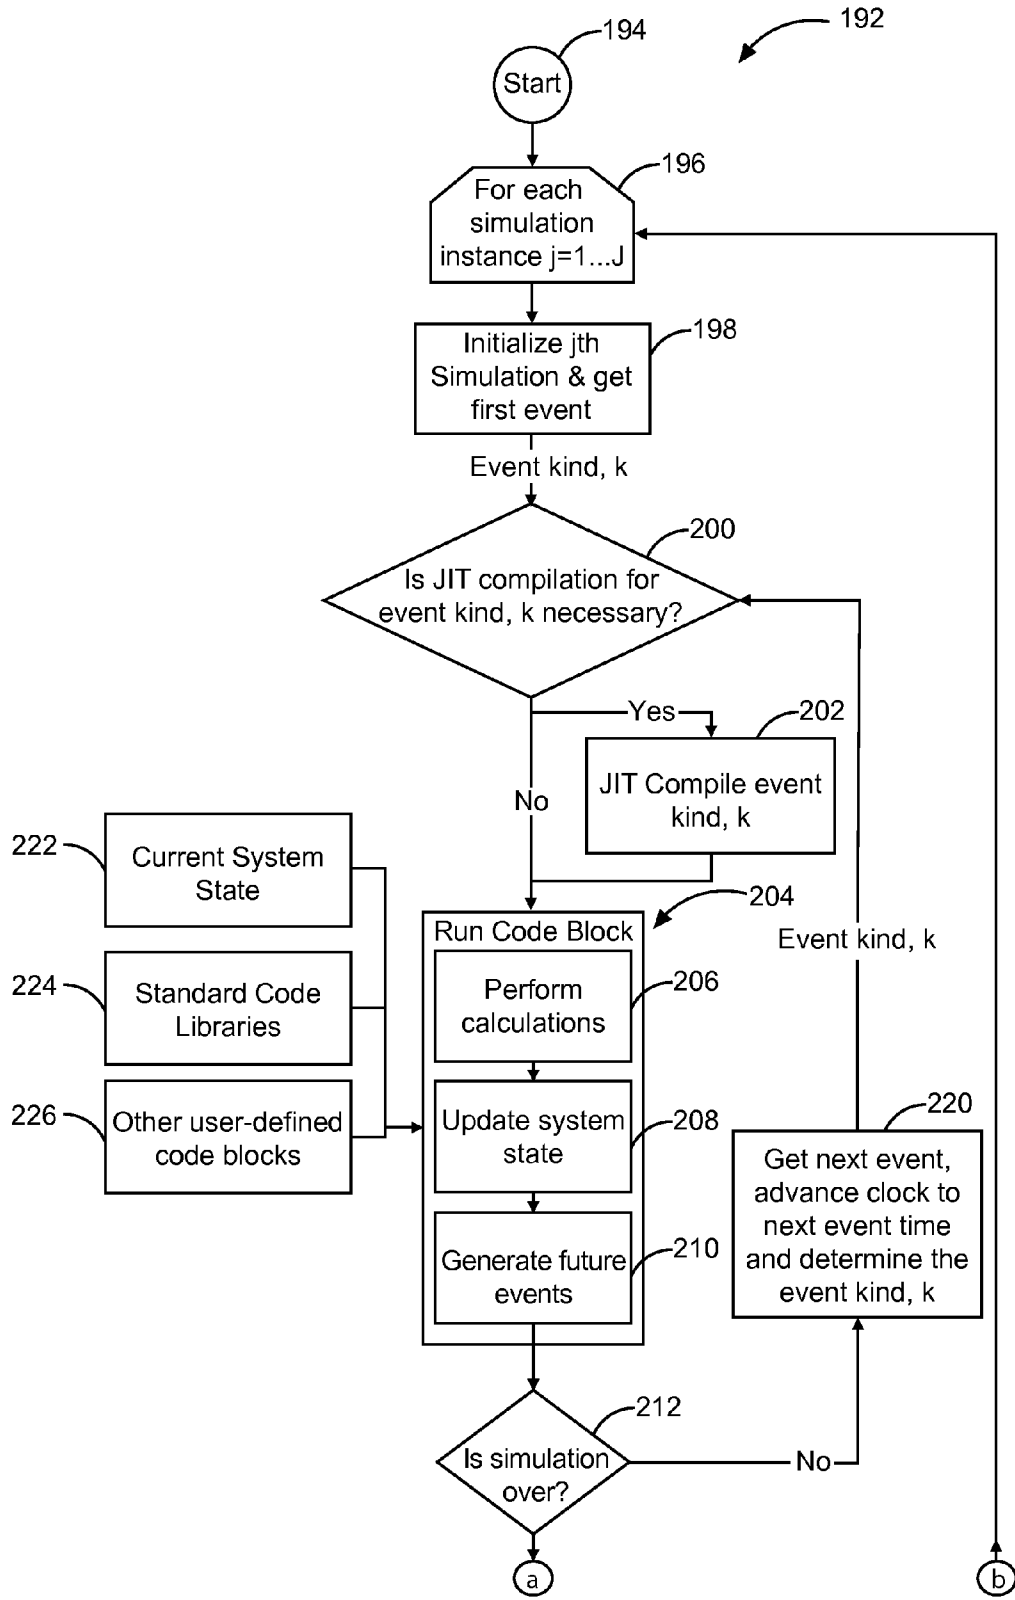 192
194
Start
196
For each
simulation
instance j=1...J
198
Initialize jth
Simulation & get
first event
Event kind, k
200
Is JIT compilation for
event kind, k necessary?
Yes
202
JIT Compile event
kind, k
No
222
Current System
State
204
Run Code Block
Event kind, k
224
Standard Code
Libraries
206
Perform
calculations
226
Other user-defined
code blocks
208
Update system
state
220
Get next event,
advance clock to
next event time
and determine the
event kind, k
210
Generate future
events
212
Is simulation
over?
No
a
b